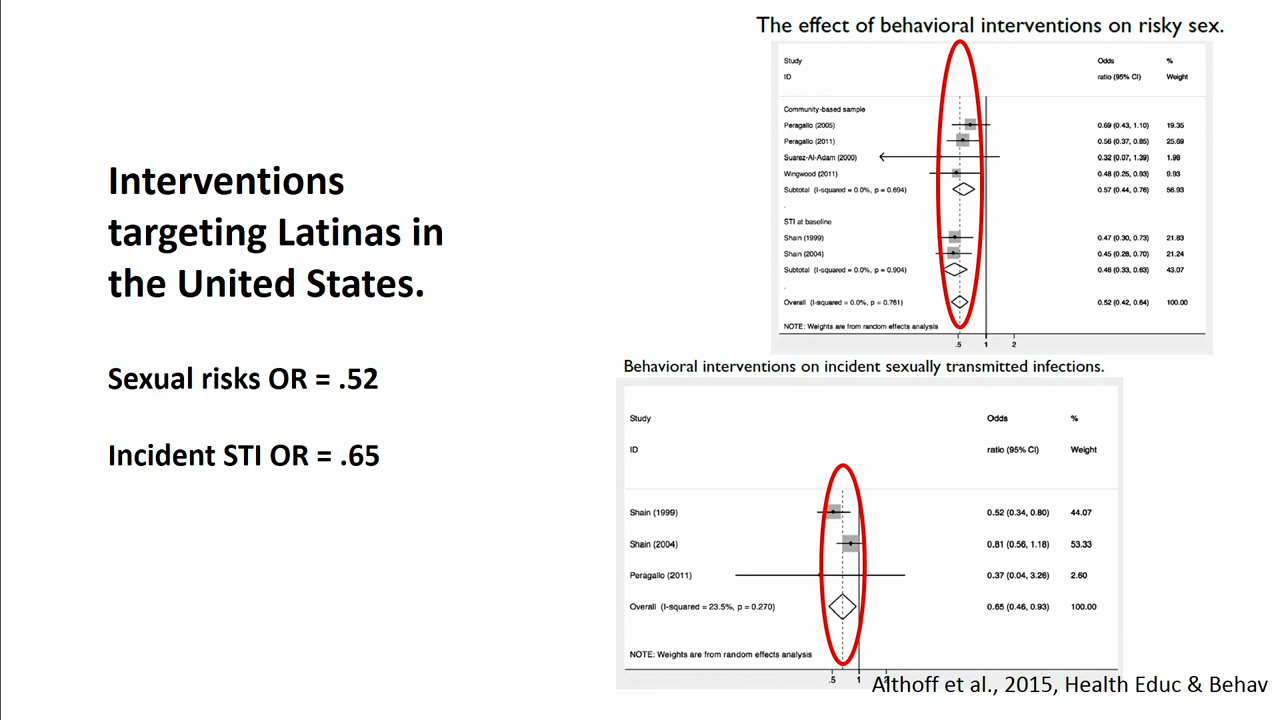 Interventions
targeting Latinas in
the United States.
Sexual risks OR = .52
Incident STI OR = .65
The effect of behavioral interventions on risky sex.
Study Odds %
ID ratio (95% CI) Weight
Community-based sample
Peragallo (2005) 0.69 (0.43, 1.10) 19.35
Peragallo (2011) 0.56 (0.37, 0.85) 25.69
Suarez-Al-Adam (2000) 0.32 (0.07, 1.39) 1.98
Wingwood (2011) 0.48 (0.25, 0.93) 9.93
Subtotal (I-squared = 0.0%, p = 0.694) 0.57 (0.44, 0.76) 56.93
.
STI at baseline
Shain (1999) 0.47 (0.30, 0.73) 21.83
Shain (2004) 0.45 (0.28, 0.70) 21.24
Subtotal (I-squared = 0.0%, p = 0.904) 0.46 (0.33, 0.63) 43.07
.
Overall (I-squared = 0.0%, p = 0.761) 0.52 (0.42, 0.64) 100.00
NOTE: Weights are from random effects analysis
.5 1 2
Behavioral interventions on incident sexually transmitted infections.
Study Odds %
ID ratio (95% CI) Weight
Shain (1999) 0.52 (0.34, 0.80) 44.07
Shain (2004) 0.81 (0.56, 1.18) 53.33
Peragallo (2011) 0.37 (0.04, 3.26) 2.60
Overall (I-squared = 23.5%, p = 0.270) 0.65 (0.46, 0.93) 100.00
NOTE: Weights are from random effects analysis
.5 1 2
Althoff et al., 2015, Health Educ & Behav